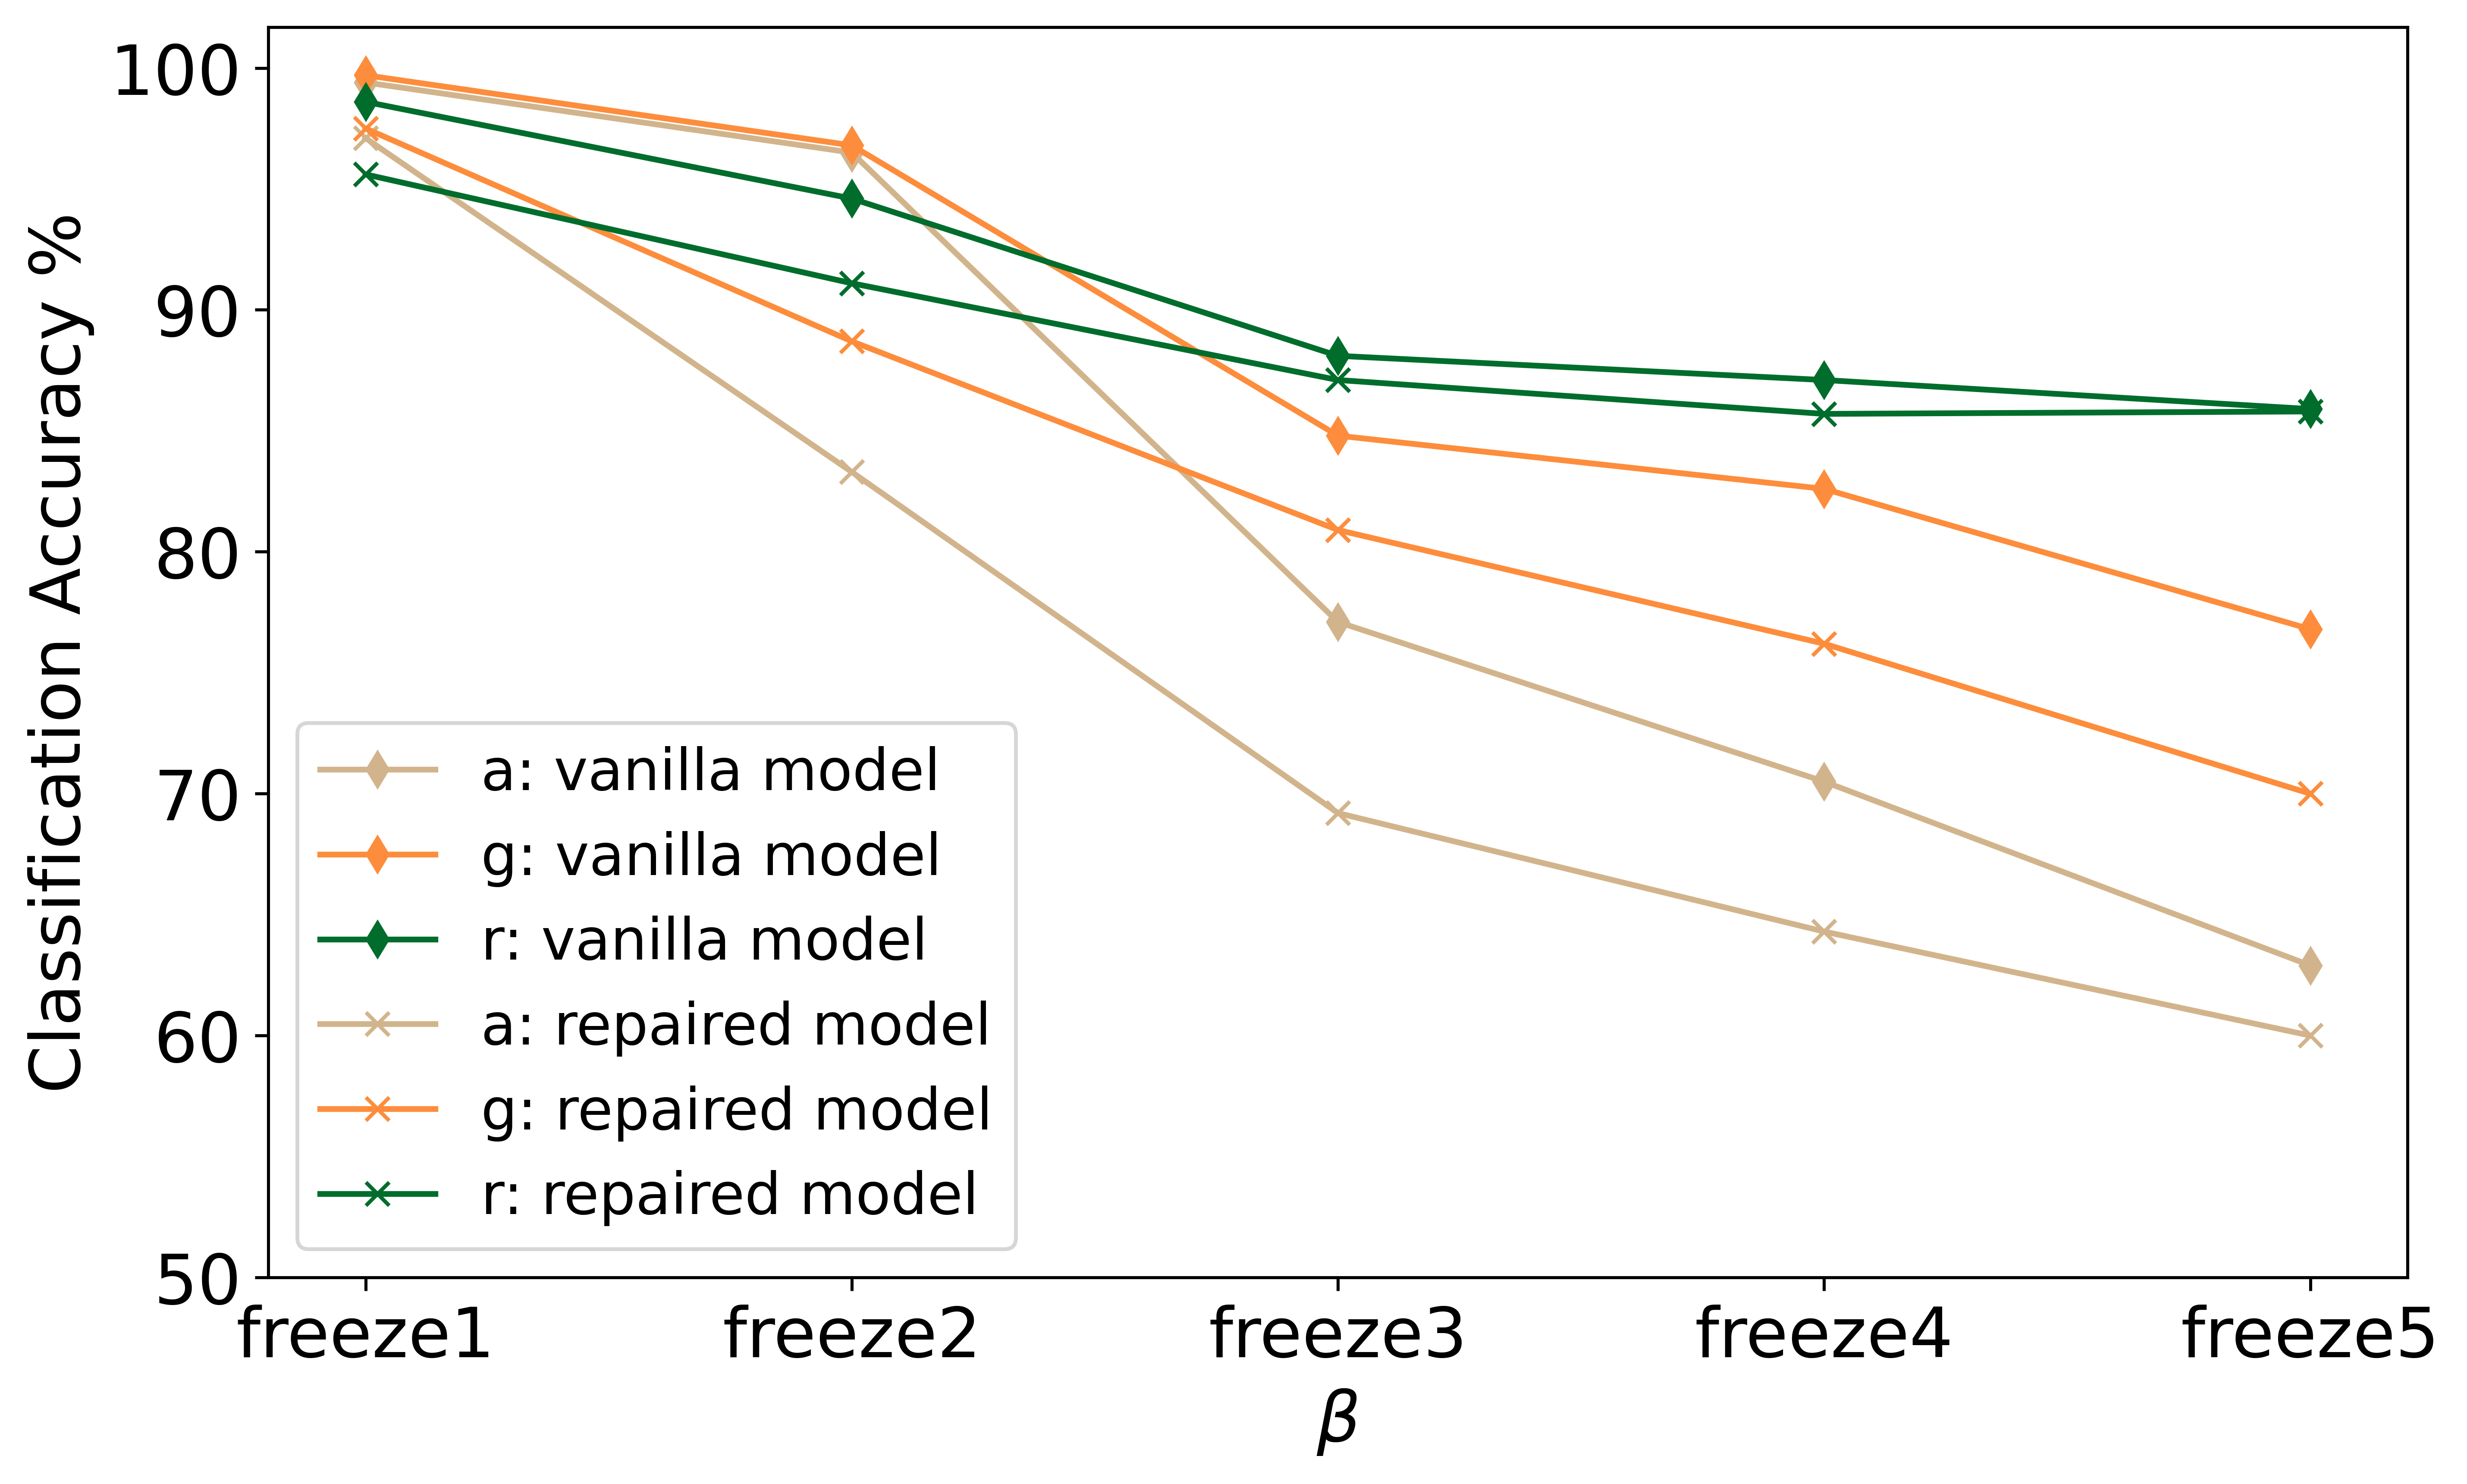 Classification Accuracy %
100
90
80
70
60
50
a: vanilla model
g: vanilla model
r: vanilla model
a: repaired model
g: repaired model
r: repaired model
freeze1 freeze2 freeze3 freeze4 freeze5
β